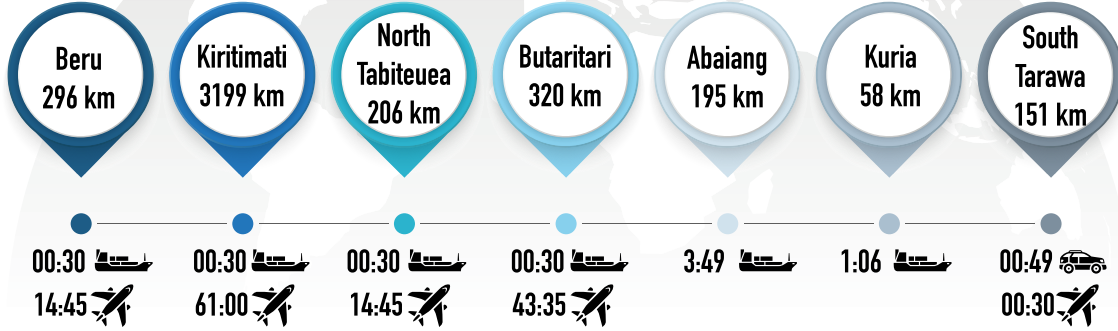 Beru
296 km
Kiritimati
3199 km
North
Tabiteuea
206 km
Butaritari
320 km
Abaiang
195 km
Kuria
58 km
South
Tarawa
151 km
00:30
14:45
00:30
61:00
00:30
14:45
00:30
43:35
3:49
1:06
00:49
00:30